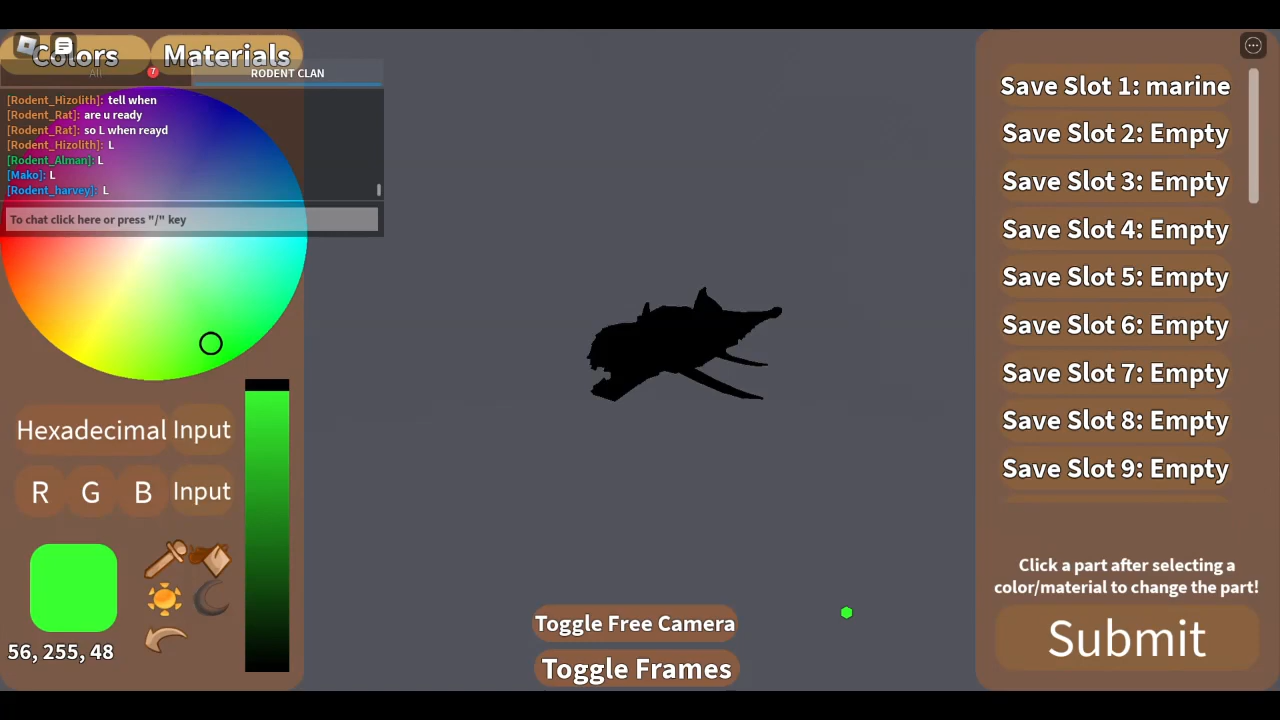 Colors
Materials
All
7
RODENT CLAN
[Rodent_Hizolith]: tell when
[Rodent_Rat]: are u ready
[Rodent_Rat]: so L when reayd
[Rodent_Hizolith]: L
[Rodent_Alman]: L
[Mako]: L
[Rodent_harvey]: L
To chat click here or press "/" key
Hexadecimal Input
R G B Input
56, 255, 48
Toggle Free Camera
Toggle Frames
Save Slot 1: marine
Save Slot 2: Empty
Save Slot 3: Empty
Save Slot 4: Empty
Save Slot 5: Empty
Save Slot 6: Empty
Save Slot 7: Empty
Save Slot 8: Empty
Save Slot 9: Empty
Click a part after selecting a
color/material to change the part!
Submit